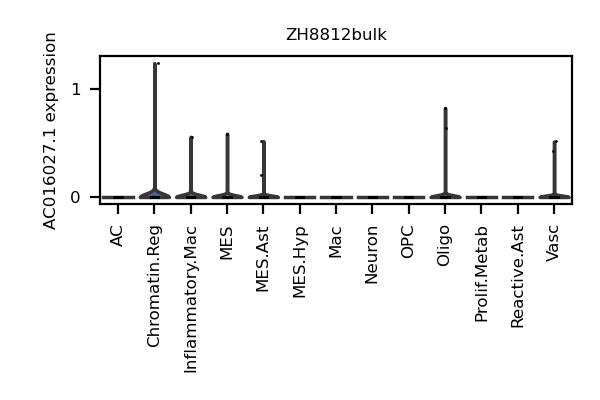 ZH8812bulk
AC016027.1 expression
1
0
AC
Chromatin.Reg
Inflammatory.Mac
MES
MES.Ast
MES.Hyp
Mac
Neuron
OPC
Oligo
Prolif.Metab
Reactive.Ast
Vasc